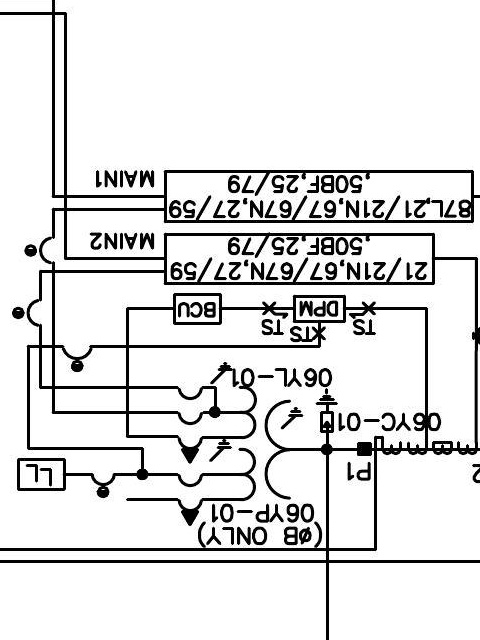 (ØB ONLY)
06YP-01
2
P1
LL
06YC-01
06YL-01
TS
TS
TS
DPM
BCU
21/21N,67/67N,27/59
,50BF,25/79
MAIN2
87L,21/21N,67/67N,27/59
,50BF,25/79
MAIN1